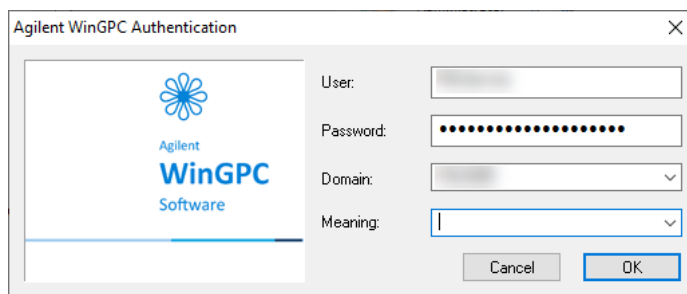 Agilent WinGPC Authentication
User:
Password:
••••••••••••••••••••
Domain:
Meaning:
Agilent
WinGPC
Software
Cancel
OK